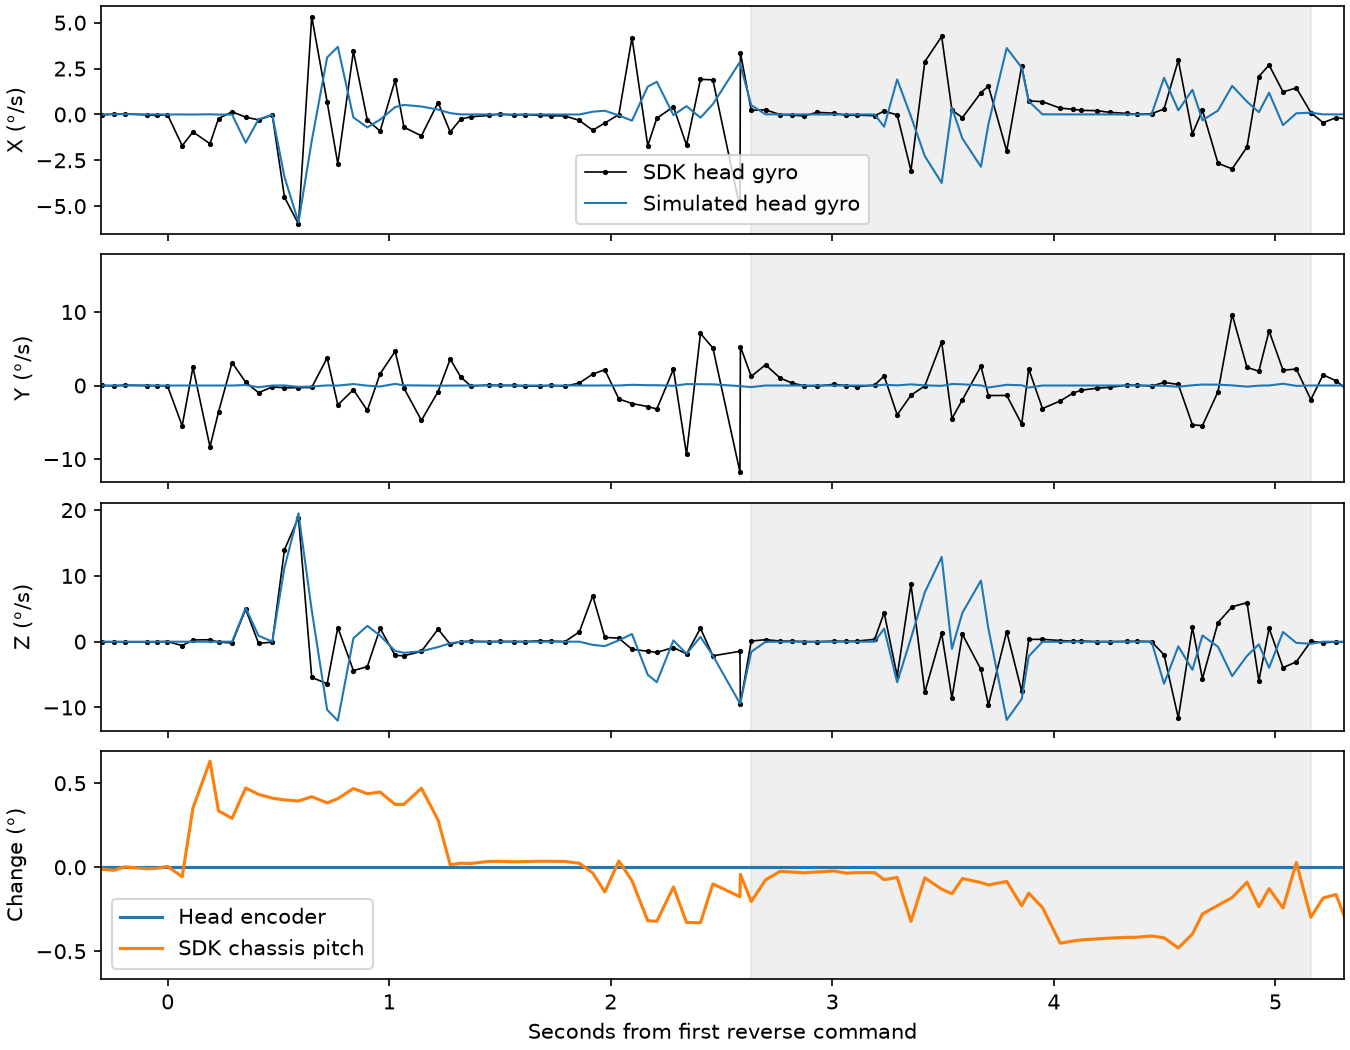 5.0
2.5
0.0
−2.5
−5.0
X (°/s)
SDK head gyro
Simulated head gyro
10
0
−10
Y (°/s)
20
10
0
−10
Z (°/s)
0.5
0.0
−0.5
Change (°)
Head encoder
SDK chassis pitch
0 1 2 3 4 5
Seconds from first reverse command